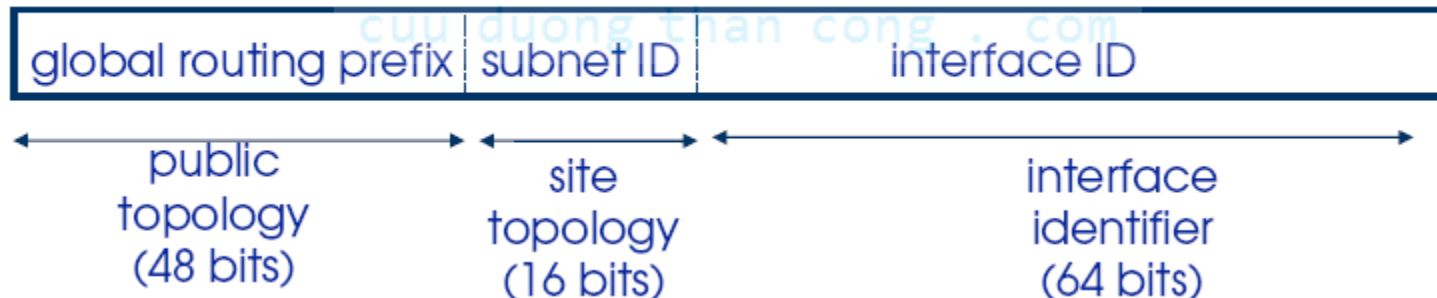 cuu duong than cong . com
global routing prefix subnet ID interface ID
public topology (48 bits)
site topology (16 bits)
interface identifier (64 bits)